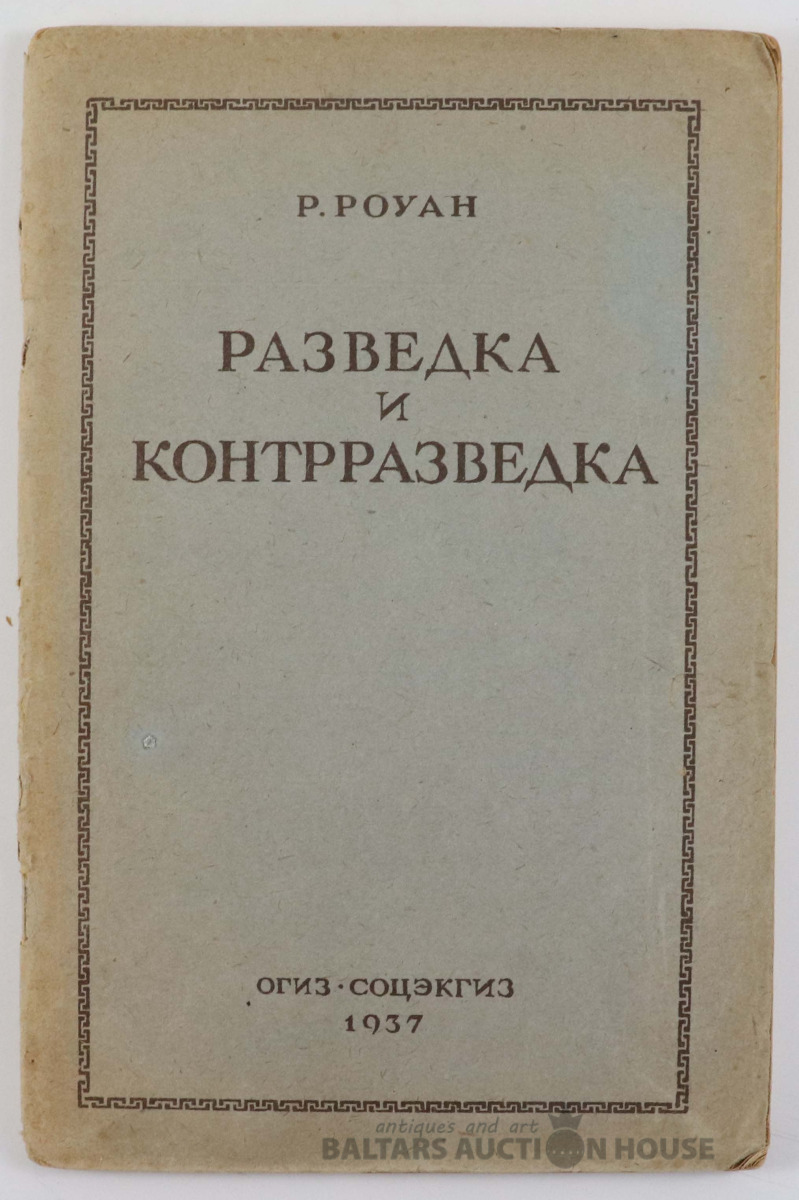 Р. РОУАН
РАЗВЕДКА
И
КОНТРРАЗВЕДКА
ОГИЗ · СОЦЭКГИЗ
1937
antiques and art
BALTARS AUCTION HOUSE